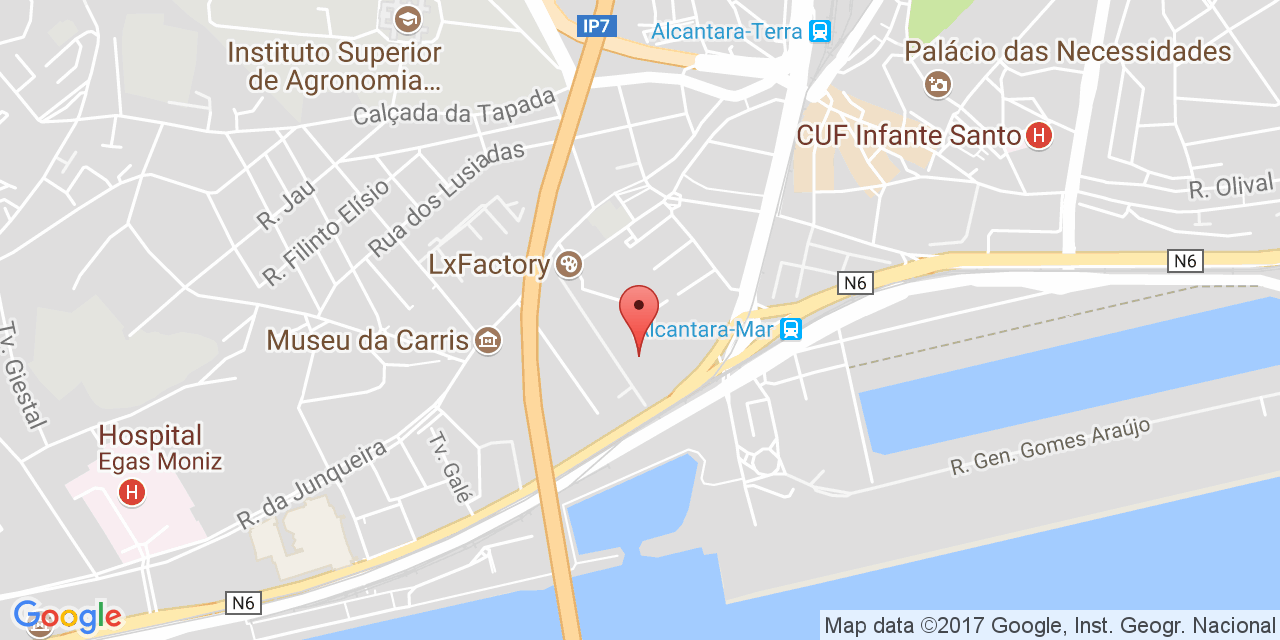 IP7
Alcantara-Terra
Instituto Superior
de Agronomia...
Palácio das Necessidades
Calçada da Tapada
CUF Infante Santo
H
Rua dos Lusiadas
R. Jau
R. Filinto Elísio
R. Olival
LxFactory
N6
N6
Museu da Carris
Alcantara-Mar
Tv. Giestal
Hospital
Egas Moniz
H
R. da Junqueira
Tv. Galé
R. Gen. Gomes Araújo
N6
Google
Map data ©2017 Google, Inst. Geogr. Nacional